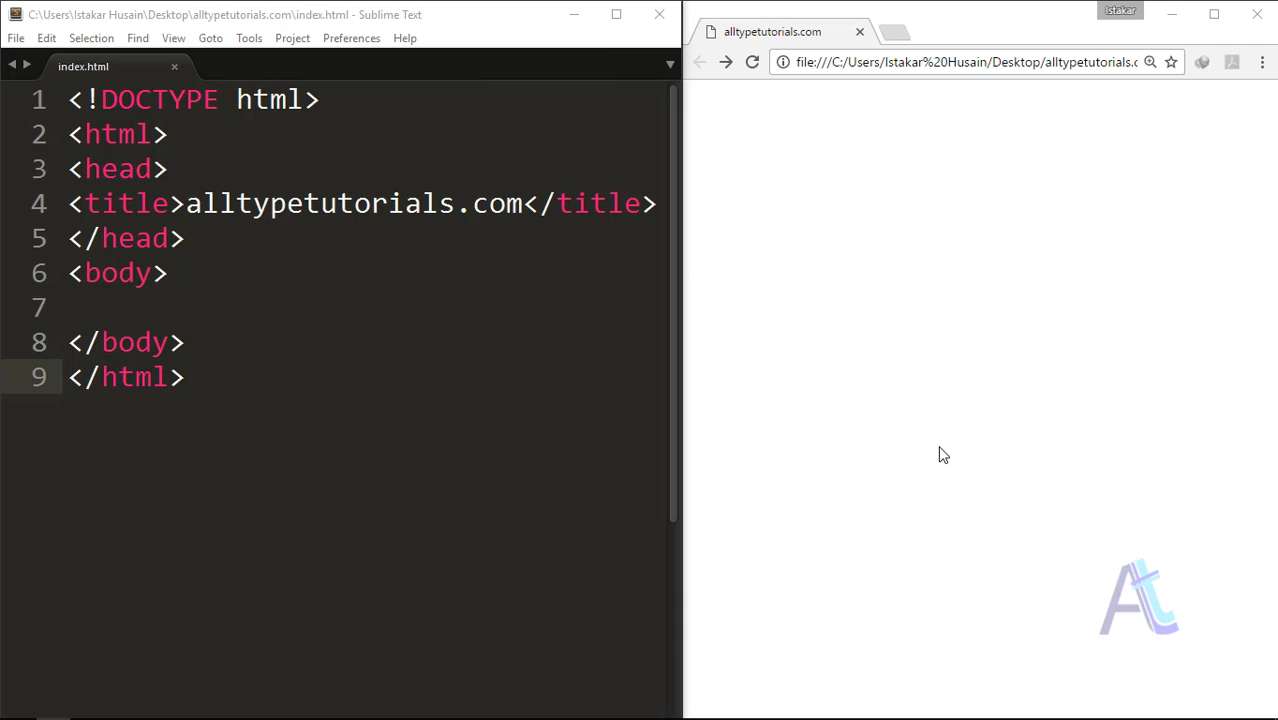 C:\Users\Istakar Husain\Desktop\alltypetutorials.com\index.html - Sublime Text
File Edit Selection Find View Goto Tools Project Preferences Help
index.html
1 <!DOCTYPE html>
2 <html>
3 <head>
4 <title>alltypetutorials.com</title>
5 </head>
6 <body>
7
8 </body>
9 </html>
Istakar
alltypetutorials.com
file:///C:/Users/Istakar%20Husain/Desktop/alltypetutorials.c
At